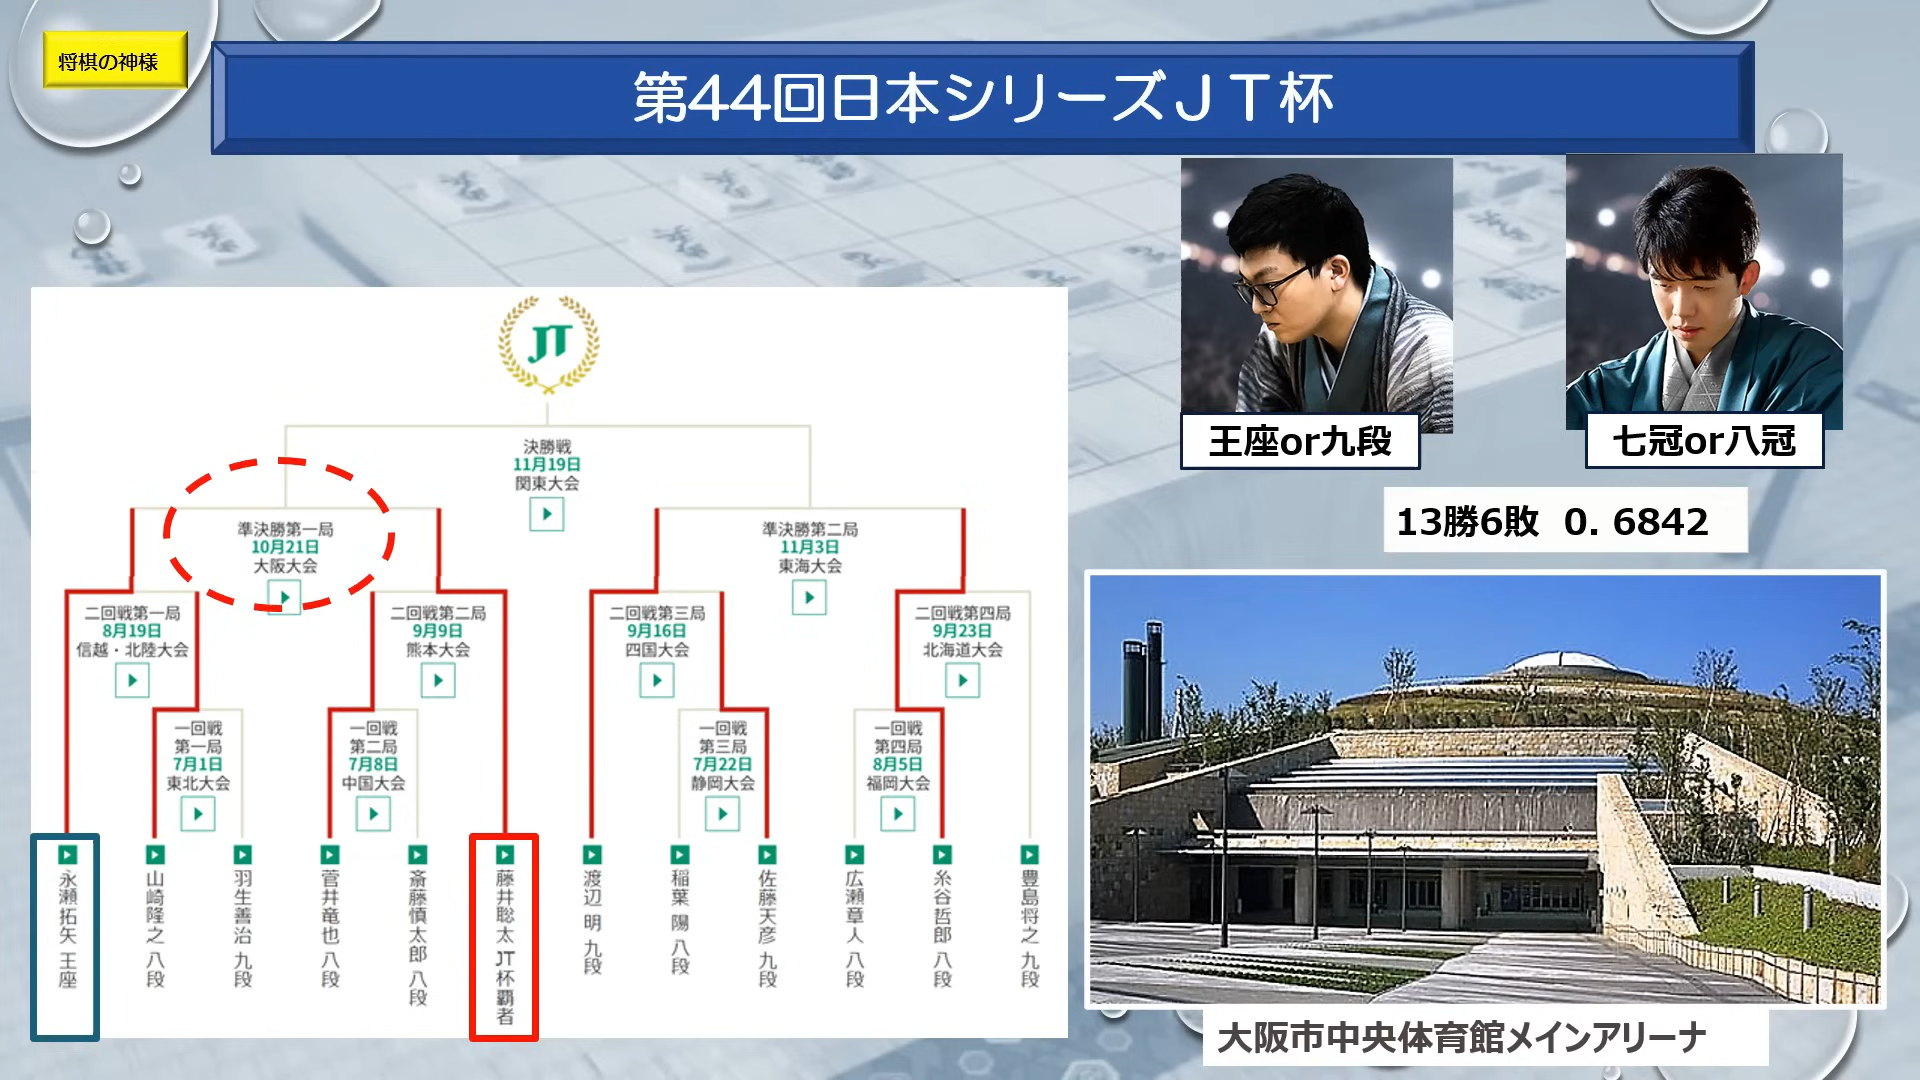 将棋の神様
第44回日本シリーズJT杯
JT
決勝戦
11月19日
関東大会
準決勝第一局
10月21日
大阪大会
準決勝第二局
11月3日
東海大会
二回戦第一局
8月19日
信越・北陸大会
二回戦第二局
9月9日
熊本大会
二回戦第三局
9月16日
四国大会
二回戦第四局
9月23日
北海道大会
一回戦
第一局
7月1日
東北大会
一回戦
第二局
7月8日
中国大会
一回戦
第三局
7月22日
静岡大会
一回戦
第四局
8月5日
福岡大会
永瀬拓矢 王座
山崎隆之 八段
羽生善治 九段
菅井竜也 八段
斎藤慎太郎 八段
藤井聡太 JT杯覇者
渡辺 明 九段
稲葉 陽 八段
佐藤天彦 九段
広瀬章人 八段
糸谷哲郎 八段
豊島将之 九段
王座or九段
七冠or八冠
13勝6敗 0. 6842
大阪市中央体育館メインアリーナ